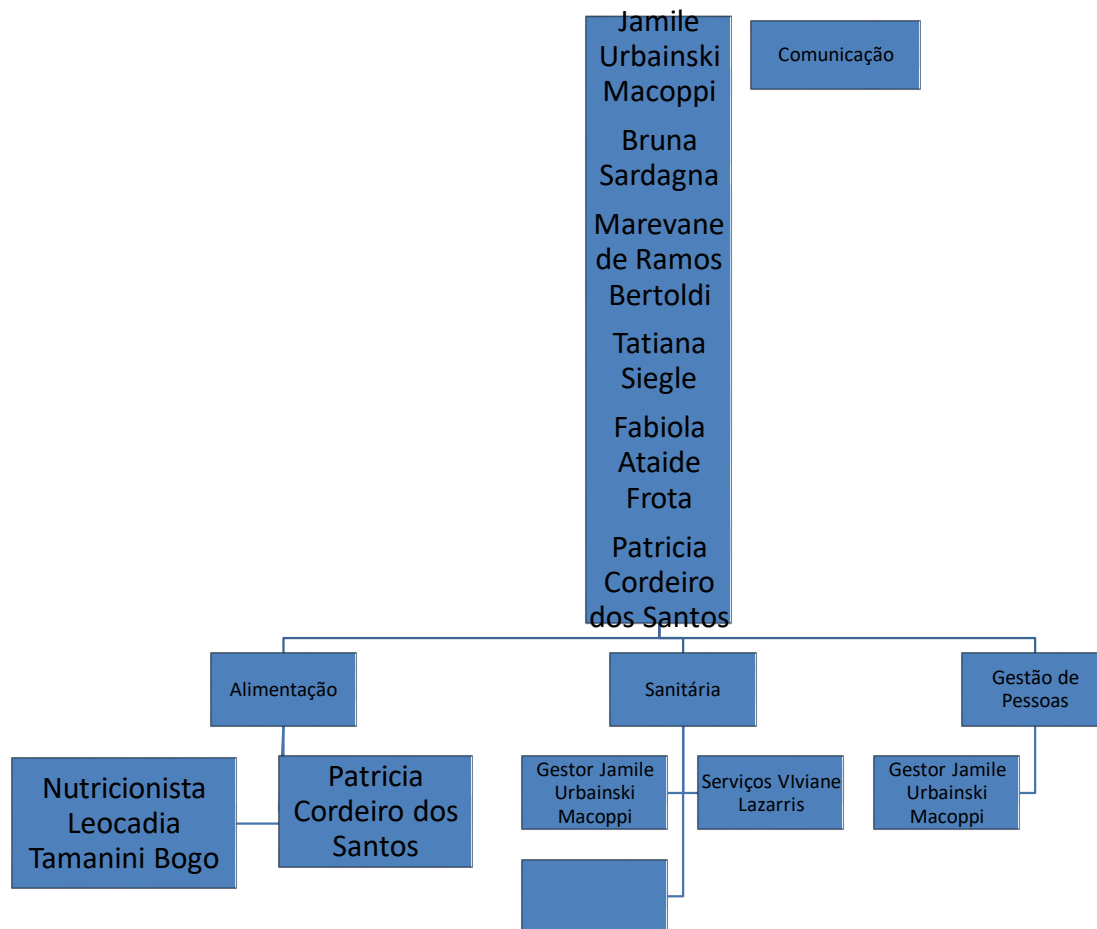 Jamile
Urbainski
Macoppi
Bruna
Sardagna
Marevane
de Ramos
Bertoldi
Tatiana
Siegle
Fabiola
Ataide
Frota
Patricia
Cordeiro
dos Santos
Comunicação
Alimentação
Sanitária
Gestão de
Pessoas
Nutricionista
Leocadia
Tamanini Bogo
Patricia
Cordeiro dos
Santos
Gestor Jamile
Urbainski
Macoppi
Serviços VIviane
Lazarris
Gestor Jamile
Urbainski
Macoppi